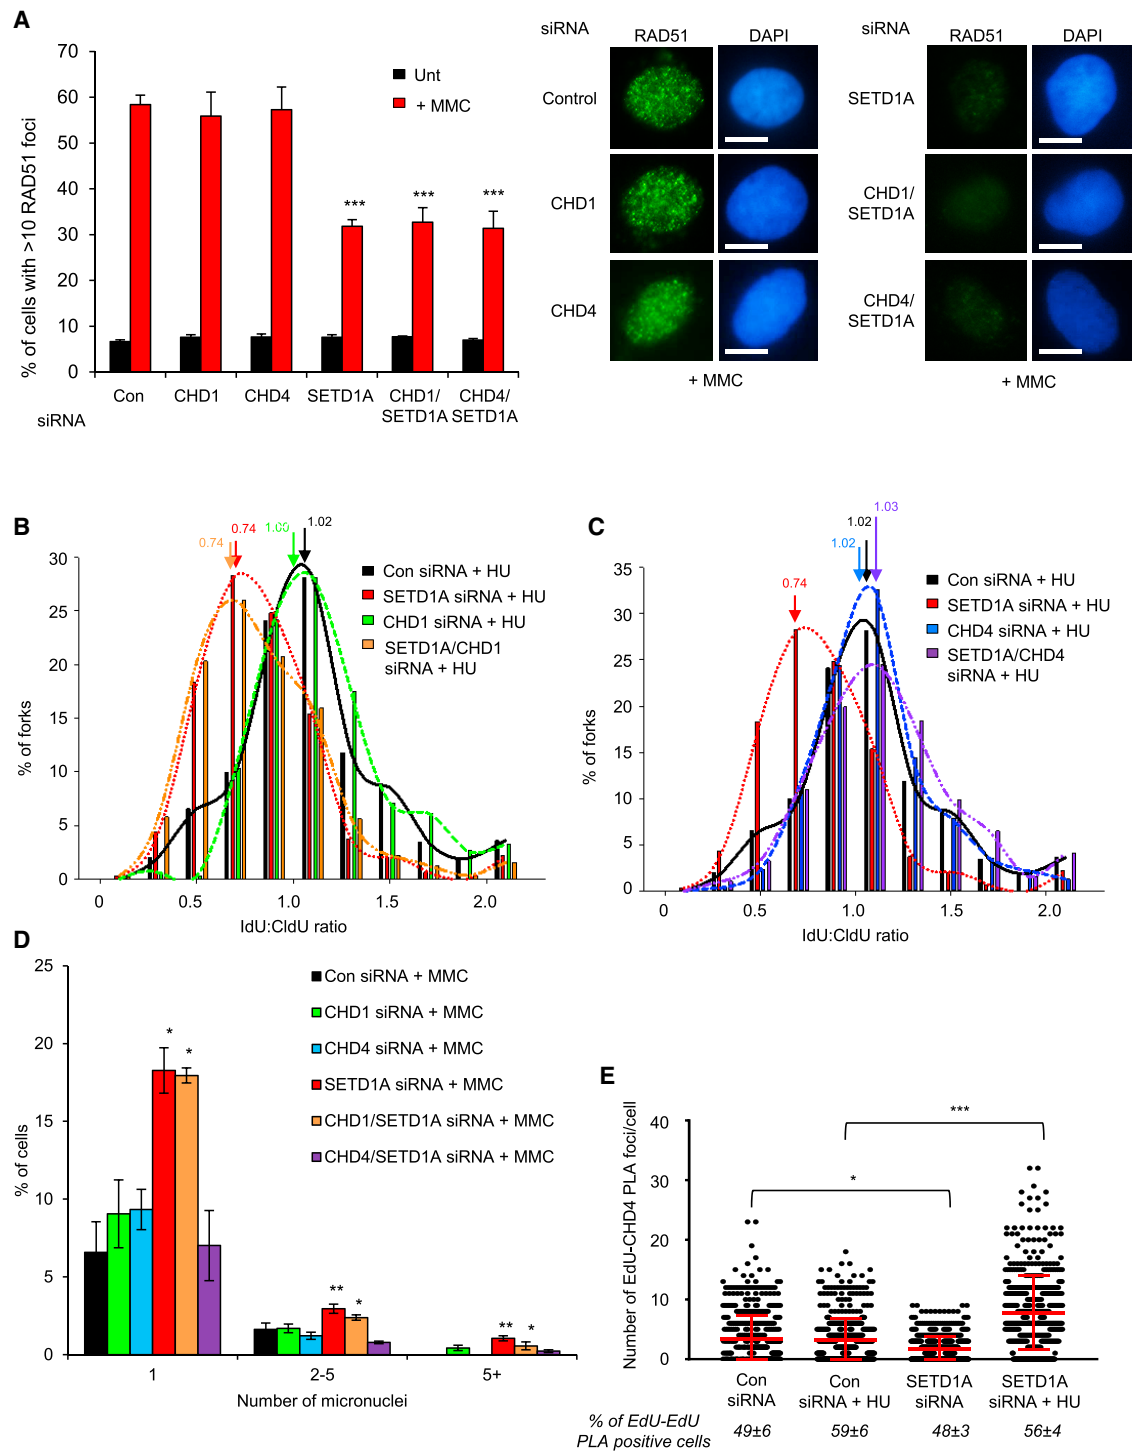 A
% of cells with >10 RAD51 foci
70
60
50
40
30
20
10
0
Unt
+ MMC
***
***
***
Con
CHD1
CHD4
SETD1A
CHD1/
SETD1A
CHD4/
SETD1A
siRNA
siRNA
RAD51
DAPI
Control
CHD1
CHD4
+ MMC
siRNA
RAD51
DAPI
SETD1A
CHD1/
SETD1A
CHD4/
SETD1A
+ MMC
B
% of forks
30
25
20
15
10
5
0
0.74
0.74
1.00
1.02
Con siRNA + HU
SETD1A siRNA + HU
CHD1 siRNA + HU
SETD1A/CHD1
siRNA + HU
0
0.5
1.0
1.5
2.0
IdU:CldU ratio
C
% of forks
35
30
25
20
15
10
5
0
0.74
1.02
1.02
1.03
Con siRNA + HU
SETD1A siRNA + HU
CHD4 siRNA + HU
SETD1A/CHD4
siRNA + HU
0
0.5
1.0
1.5
2.0
IdU:CldU ratio
D
% of cells
25
20
15
10
5
0
Con siRNA + MMC
CHD1 siRNA + MMC
CHD4 siRNA + MMC
SETD1A siRNA + MMC
CHD1/SETD1A siRNA + MMC
CHD4/SETD1A siRNA + MMC
*
*
**
*
**
*
1
2-5
5+
Number of micronuclei
E
Number of EdU-CHD4 PLA foci/cell
40
30
20
10
0
*
***
Con
siRNA
Con
siRNA + HU
SETD1A
siRNA
SETD1A
siRNA + HU
% of EdU-EdU
PLA positive cells
49±6
59±6
48±3
56±4